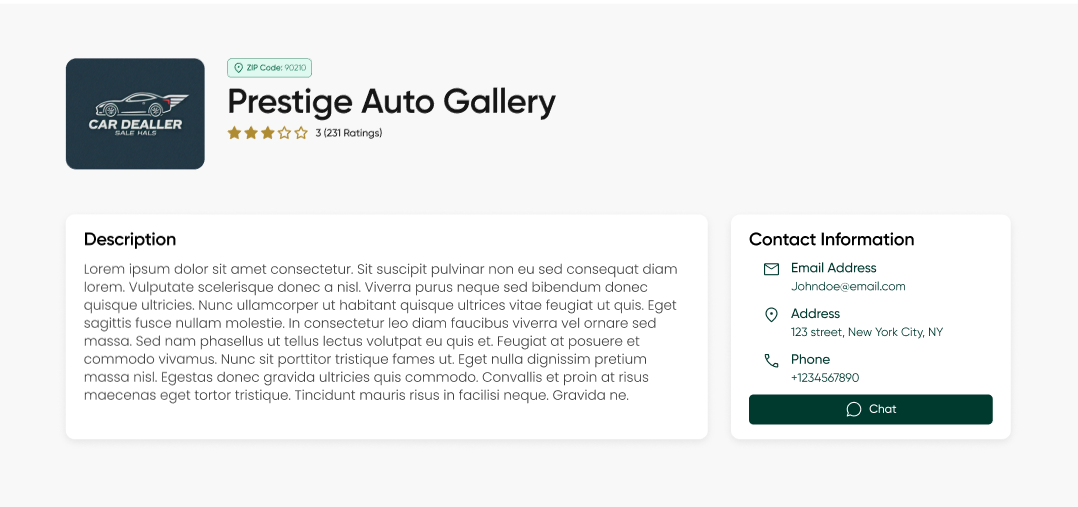 CAR DEALLER
SALE HALS
ZIP Code: 90210
Prestige Auto Gallery
3 (231 Ratings)
Description
Lorem ipsum dolor sit amet consectetur. Sit suscipit pulvinar non eu sed consequat diam
lorem. Vulputate scelerisque donec a nisl. Viverra purus neque sed bibendum donec
quisque ultricies. Nunc ullamcorper ut habitant quisque ultrices vitae feugiat ut quis. Eget
sagittis fusce nullam molestie. In consectetur leo diam faucibus viverra vel ornare sed
massa. Sed nam phasellus ut tellus lectus volutpat eu quis et. Feugiat at posuere et
commodo vivamus. Nunc sit porttitor tristique fames ut. Eget nulla dignissim pretium
massa nisl. Egestas donec gravida ultricies quis commodo. Convallis et proin at risus
maecenas eget tortor tristique. Tincidunt mauris risus in facilisi neque. Gravida ne.
Contact Information
Email Address
Johndoe@email.com
Address
123 street, New York City, NY
Phone
+1234567890
Chat